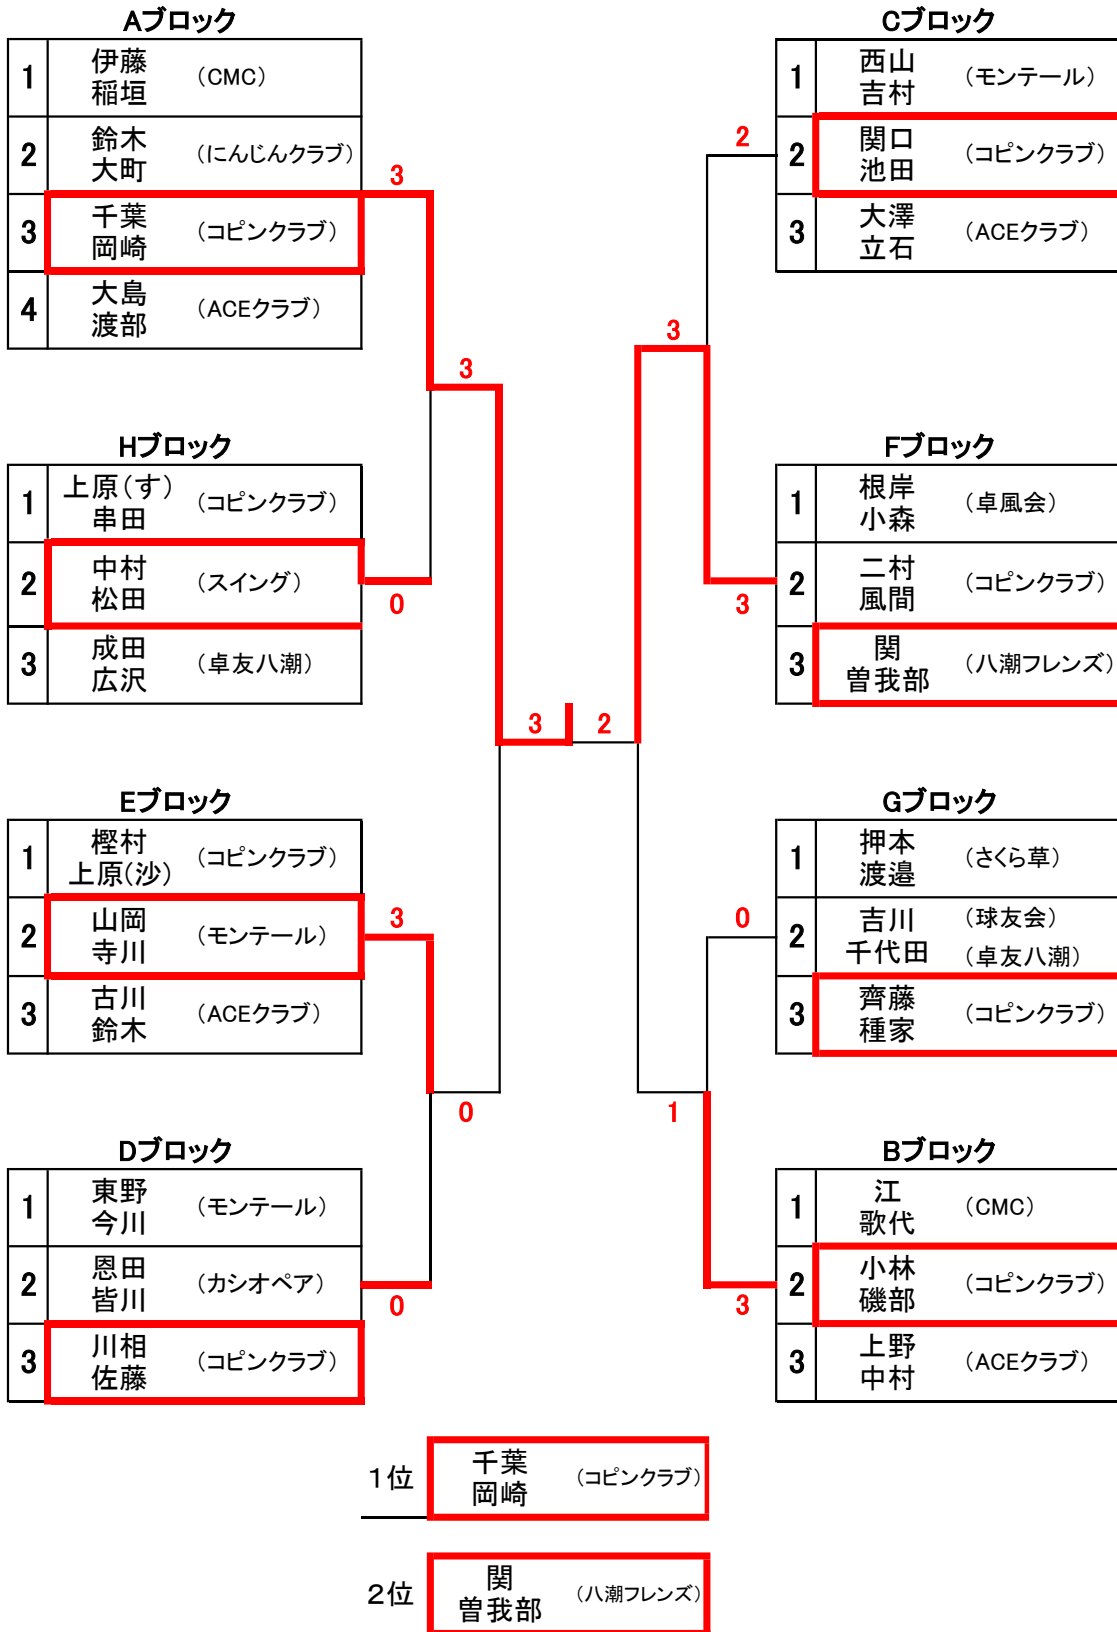 Aブロック
1 伊藤 稲垣 （CMC）
2 鈴木 大町 （にんじんクラブ）
3 千葉 岡崎 （コピンクラブ）
4 大島 渡部 （ACEクラブ）
3
3
Hブロック
1 上原（す） 串田 （コピンクラブ）
2 中村 松田 （スイング）
3 成田 広沢 （卓友八潮）
0
Eブロック
1 樫村 上原(沙) （コピンクラブ）
2 山岡 寺川 （モンテール）
3 古川 鈴木 （ACEクラブ）
3
0
Dブロック
1 東野 今川 （モンテール）
2 恩田 皆川 （カシオペア）
3 川相 佐藤 （コピンクラブ）
0
3 2
Cブロック
1 西山 吉村 （モンテール）
2 関口 池田 （コピンクラブ）
3 大澤 立石 （ACEクラブ）
2
3
Fブロック
1 根岸 小森 （卓風会）
2 二村 風間 （コピンクラブ）
3 関 曽我部 （八潮フレンズ）
3
Gブロック
1 押本 渡邉 （さくら草）
2 吉川 （球友会） 千代田 （卓友八潮）
3 齊藤 種家 （コピンクラブ）
0
1
Bブロック
1 江 歌代 （CMC）
2 小林 磯部 （コピンクラブ）
3 上野 中村 （ACEクラブ）
3
1位 千葉 岡崎 （コピンクラブ）
2位 関 曽我部 （八潮フレンズ）